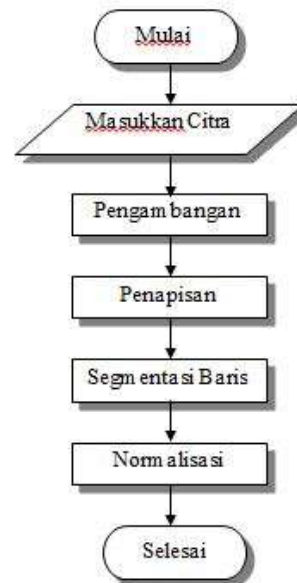 Mulai
Masukkan Citra
Pengambangan
Penapisan
Segmentasi Baris
Normalisasi
Selesai